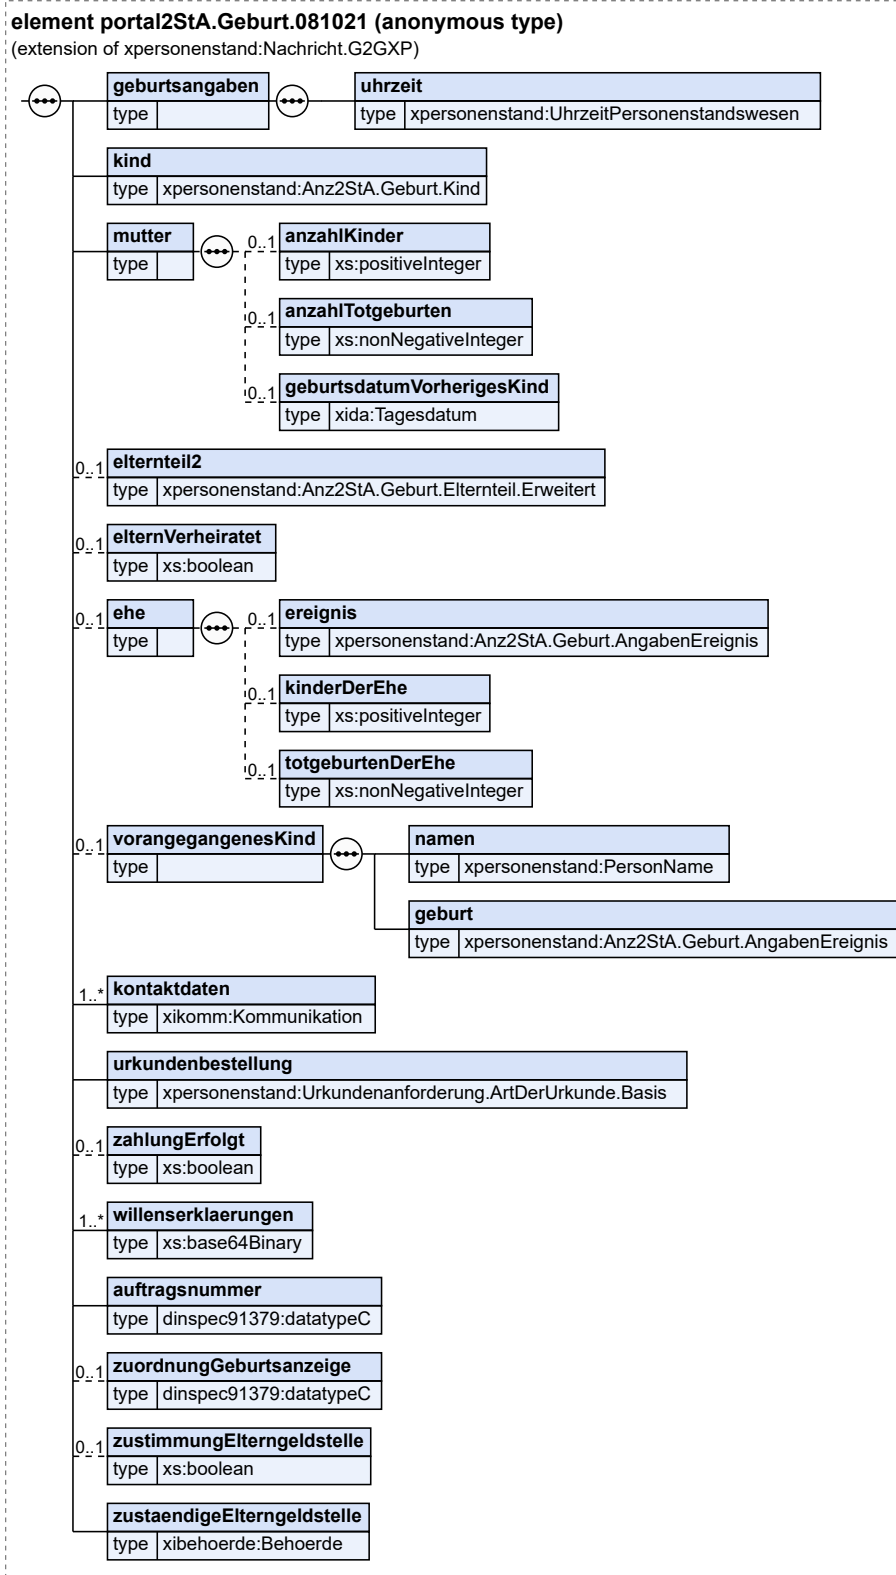 element portal2StA.Geburt.081021 (anonymous type)
(extension of xpersonenstand:Nachricht.G2GXP)
geburtsangaben
type
uhrzeit
type xpersonenstand:UhrzeitPersonenstandswesen
kind
type xpersonenstand:Anz2StA.Geburt.Kind
mutter
type
0..1 anzahlKinder
type xs:positiveInteger
0..1 anzahlTotgeburten
type xs:nonNegativeInteger
0..1 geburtsdatumVorherigesKind
type xida:Tagesdatum
0..1 elternteil2
type xpersonenstand:Anz2StA.Geburt.Elternteil.Erweitert
0..1 elternVerheiratet
type xs:boolean
0..1 ehe
type
0..1 ereignis
type xpersonenstand:Anz2StA.Geburt.AngabenEreignis
0..1 kinderDerEhe
type xs:positiveInteger
0..1 totgeburtenDerEhe
type xs:nonNegativeInteger
0..1 vorangegangenesKind
type
namen
type xpersonenstand:PersonName
geburt
type xpersonenstand:Anz2StA.Geburt.AngabenEreignis
1..* kontaktdaten
type xikomm:Kommunikation
urkundenbestellung
type xpersonenstand:Urkundenanforderung.ArtDerUrkunde.Basis
0..1 zahlungErfolgt
type xs:boolean
1..* willenserklaerungen
type xs:base64Binary
auftragsnummer
type dinspec91379:datatypeC
0..1 zuordnungGeburtsanzeige
type dinspec91379:datatypeC
0..1 zustimmungElterngeldstelle
type xs:boolean
zustaendigeElterngeldstelle
type xibehoerde:Behoerde